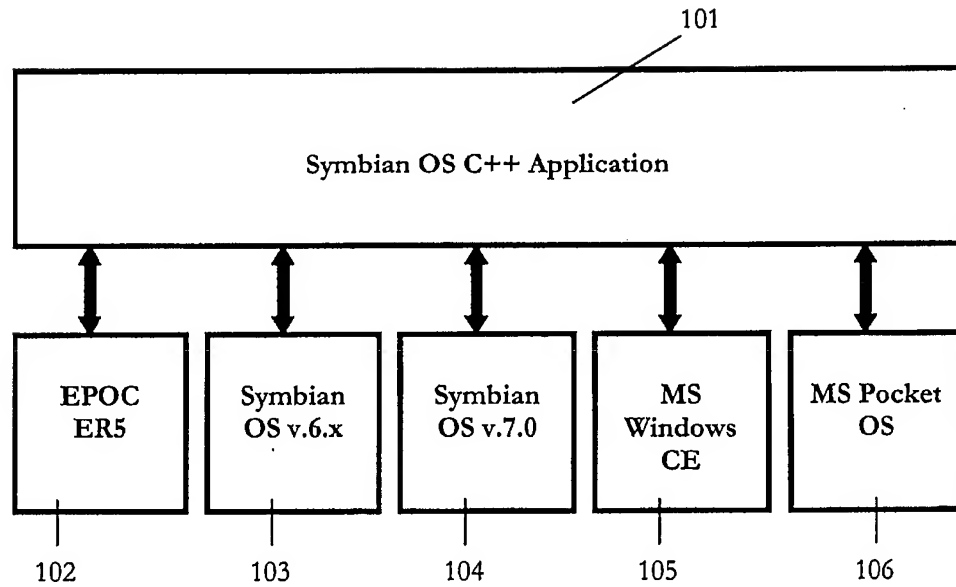 101
Symbian OS C++ Application
EPOC
ER5
Symbian
OS v.6.x
Symbian
OS v.7.0
MS
Windows
CE
MS Pocket
OS
102
103
104
105
106